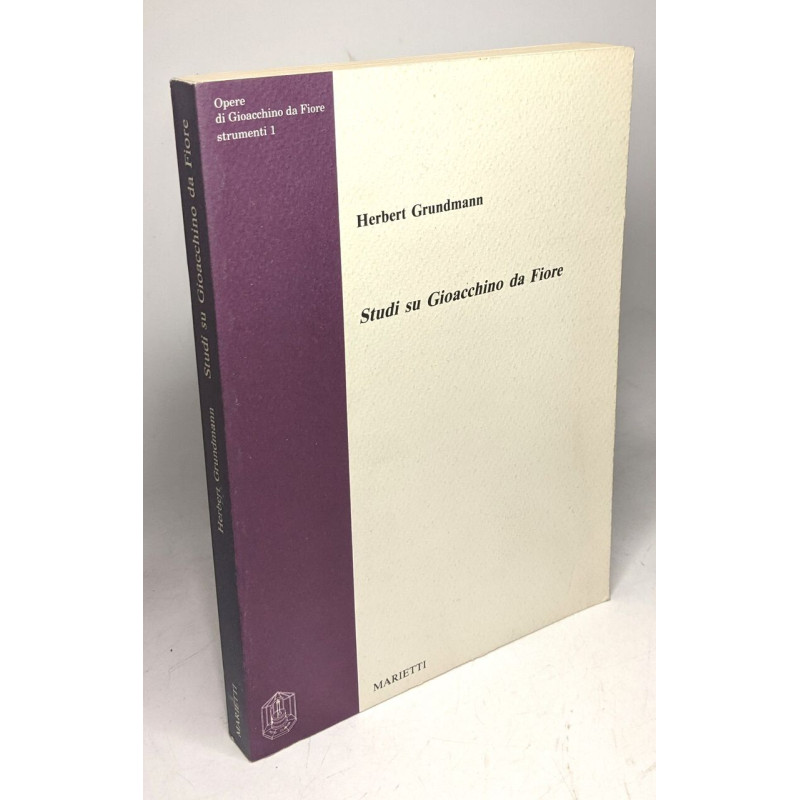 Opere
di Gioacchino da Fiore
strumenti 1
Herbert Grundmann
Studi su Gioacchino da Fiore
MARIETTI
Herbert Grundmann Studi su Gioacchino da Fiore
MARIETTI